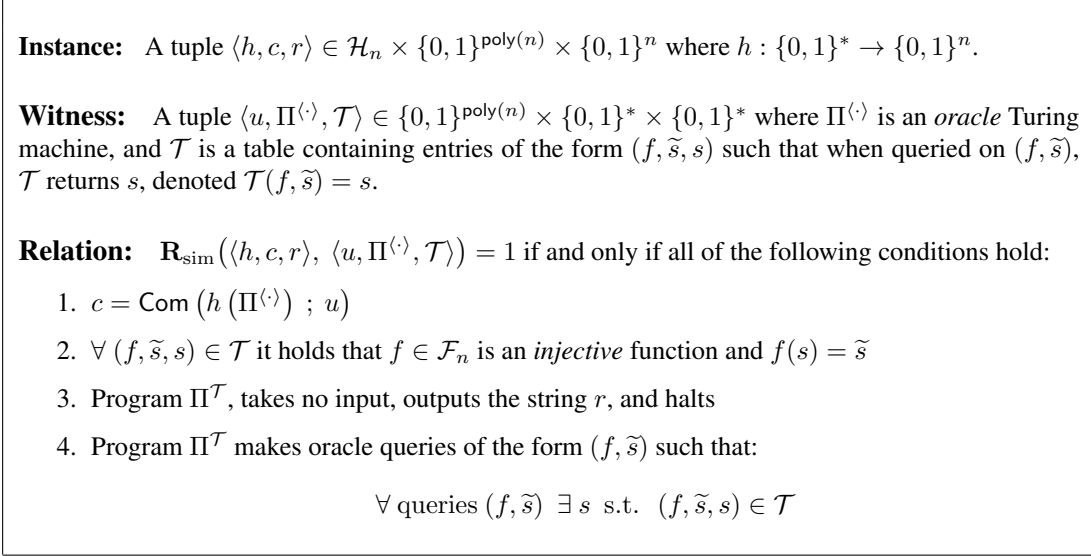 Instance: A tuple ⟨h, c, r⟩ ∈ ℋₙ × {0, 1}^poly(n) × {0, 1}ⁿ where h : {0, 1}* → {0, 1}ⁿ.
Witness: A tuple ⟨u, Π^⟨·⟩, 𝒯⟩ ∈ {0, 1}^poly(n) × {0, 1}* × {0, 1}* where Π^⟨·⟩ is an oracle Turing
machine, and 𝒯 is a table containing entries of the form (f, s̃, s) such that when queried on (f, s̃),
𝒯 returns s, denoted 𝒯(f, s̃) = s.
Relation: R_sim(⟨h, c, r⟩, ⟨u, Π^⟨·⟩, 𝒯⟩) = 1 if and only if all of the following conditions hold:
1. c = Com (h (Π^⟨·⟩) ; u)
2. ∀ (f, s̃, s) ∈ 𝒯 it holds that f ∈ ℱₙ is an injective function and f(s) = s̃
3. Program Π^𝒯, takes no input, outputs the string r, and halts
4. Program Π^𝒯 makes oracle queries of the form (f, s̃) such that:
∀ queries (f, s̃) ∃ s s.t. (f, s̃, s) ∈ 𝒯